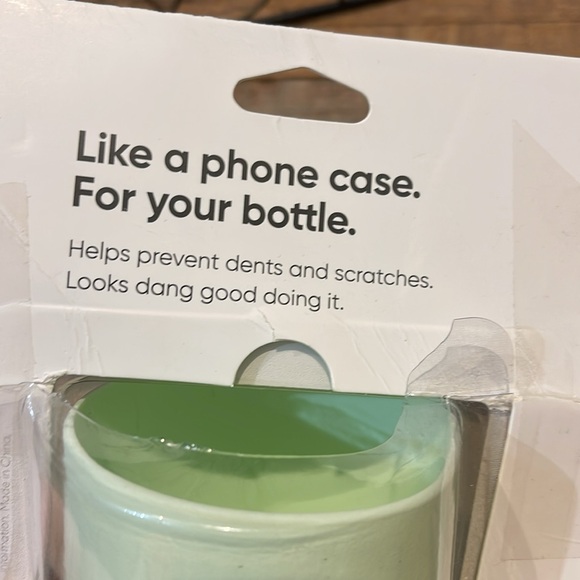 Like a phone case.
For your bottle.
Helps prevent dents and scratches.
Looks dang good doing it.
Made in China